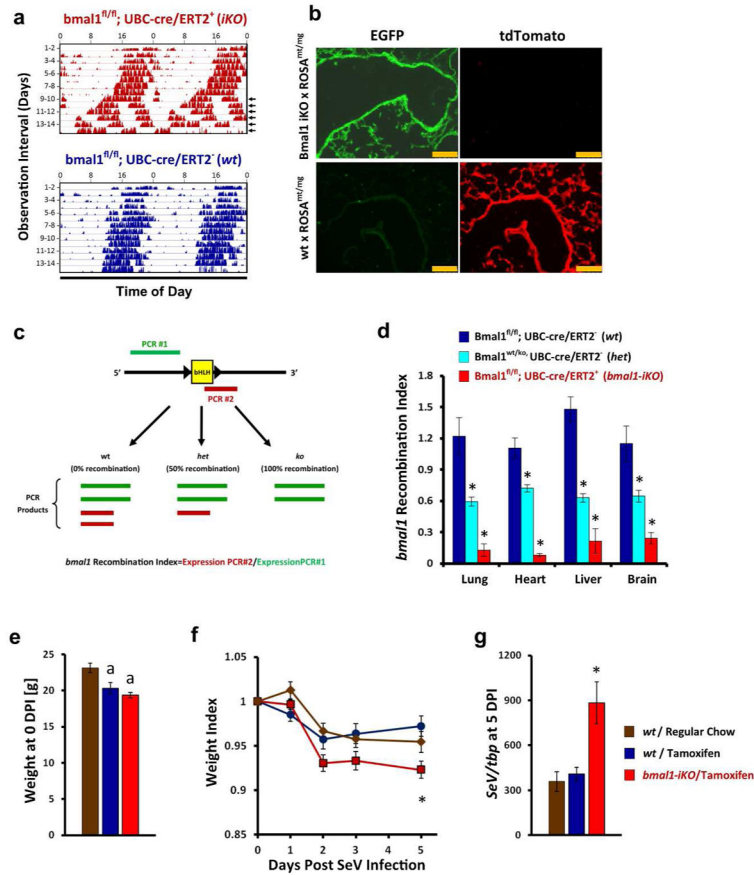 a
bmal1fl/fl; UBC-cre/ERT2+ (iKO)
0 8 16 0 8 16
1-2
3-4
5-6
7-8
9-10
11-12
13-14
bmal1fl/fl; UBC-cre/ERT2- (wt)
0 8 16 0 8 16
1-2
3-4
5-6
7-8
9-10
11-12
13-14
Observation Interval (Days)
Time of Day
b
EGFP tdTomato
Bmal1 iKO x ROSAmt/mg
wt x ROSAmt/mg
c
PCR #1
5’ bHLH 3’
PCR #2
wt het ko
(0% recombination) (50% recombination) (100% recombination)
PCR
Products
bmal1 Recombination Index=Expression PCR#2/ExpressionPCR#1
d
Bmal1fl/fl; UBC-cre/ERT2- (wt)
Bmal1wt/ko; UBC-cre/ERT2- (het)
Bmal1fl/fl; UBC-cre/ERT2+ (bmal1-iKO)
bmal1 Recombination Index
1.8
1.5
1.2
0.9
0.6
0.3
0
* * * * * * * *
Lung Heart Liver Brain
e
Weight at 0 DPI [g]
25
20
15
10
5
0
a a
f
Weight Index
1.05
1
0.95
0.9
0.85
*
0 1 2 3 4 5
Days Post SeV Infection
g
SeV/tbp at 5 DPI
1200
900
600
300
0
*
wt / Regular Chow
wt / Tamoxifen
bmal1-iKO/Tamoxifen